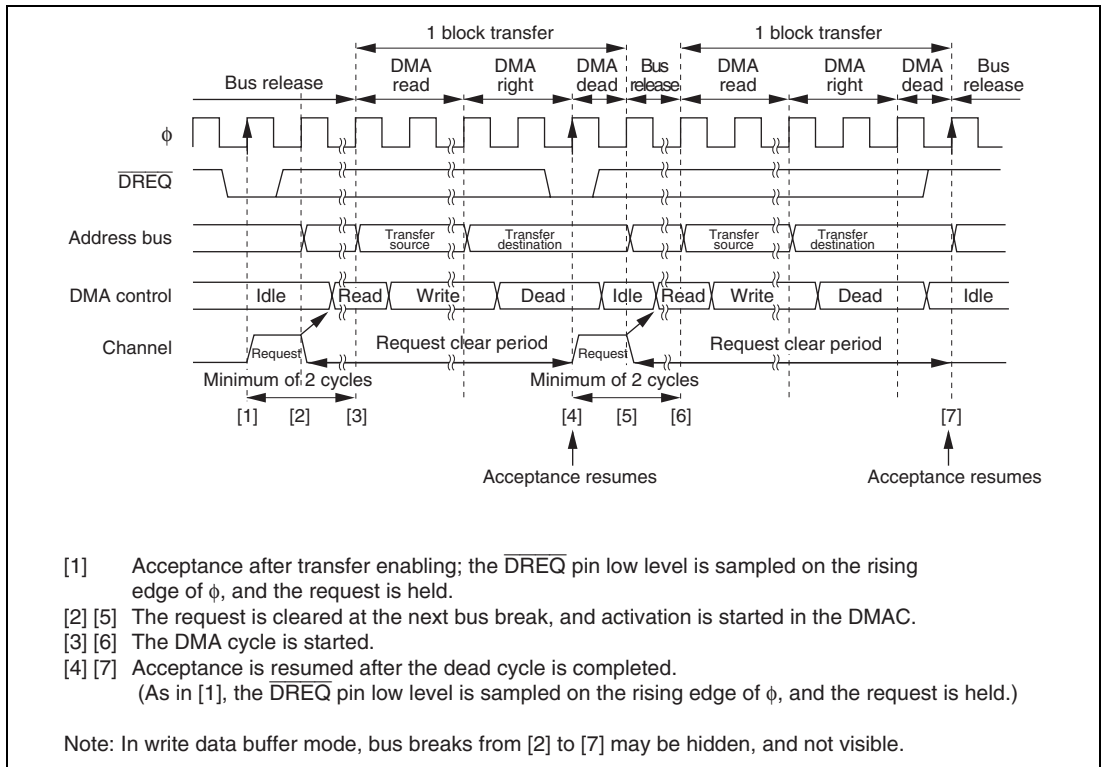 1 block transfer 1 block transfer
Bus release DMA read DMA right DMA dead Bus release DMA read DMA right DMA dead Bus release
φ
DREQ
Address bus Transfer source Transfer destination Transfer source Transfer destination
DMA control Idle Read Write Dead Idle Read Write Dead Idle
Channel Request Request clear period Request Request clear period
Minimum of 2 cycles Minimum of 2 cycles
[1] [2] [3] [4] [5] [6] [7]
Acceptance resumes Acceptance resumes
[1] Acceptance after transfer enabling; the DREQ pin low level is sampled on the rising
edge of φ, and the request is held.
[2] [5] The request is cleared at the next bus break, and activation is started in the DMAC.
[3] [6] The DMA cycle is started.
[4] [7] Acceptance is resumed after the dead cycle is completed.
(As in [1], the DREQ pin low level is sampled on the rising edge of φ, and the request is held.)
Note: In write data buffer mode, bus breaks from [2] to [7] may be hidden, and not visible.